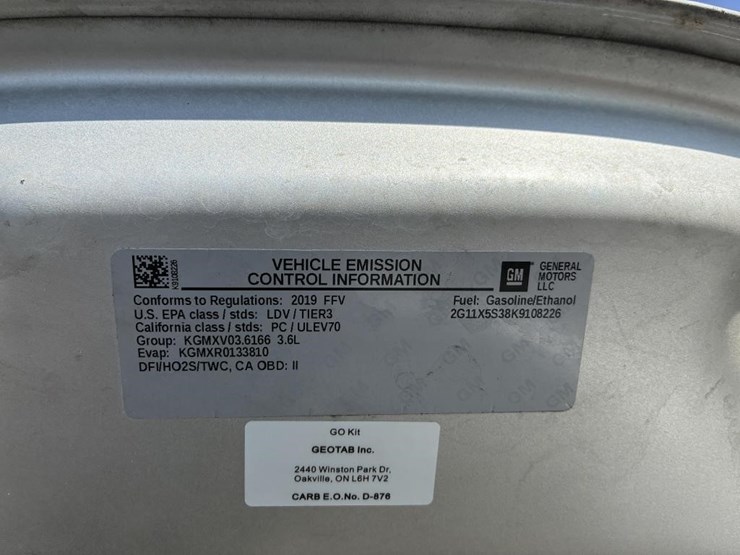 K9108226
VEHICLE EMISSION
CONTROL INFORMATION
GM
GENERAL
MOTORS
LLC
Conforms to Regulations: 2019 FFV
Fuel: Gasoline/Ethanol
U.S. EPA class / stds: LDV / TIER3
2G11X5S38K9108226
California class / stds: PC / ULEV70
Group: KGMXV03.6166 3.6L
Evap: KGMXR0133810
DFI/HO2S/TWC, CA OBD: II
GO Kit
GEOTAB Inc.
2440 Winston Park Dr,
Oakville, ON L6H 7V2
CARB E.O.No. D-876